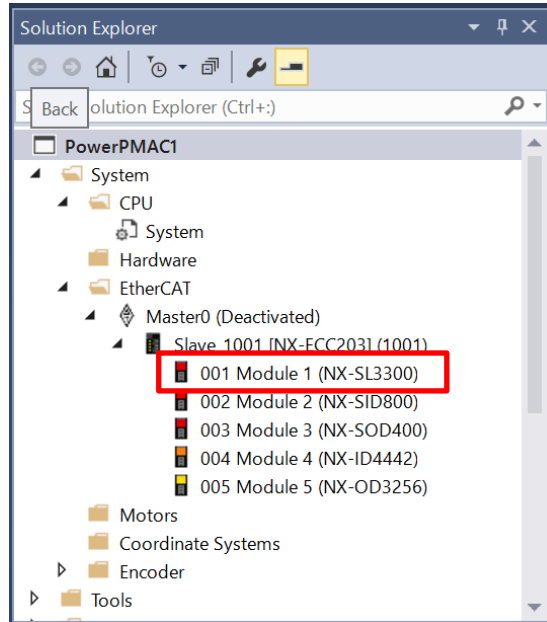 Solution Explorer
S Back olution Explorer (Ctrl+:)
PowerPMAC1
System
CPU
System
Hardware
EtherCAT
Master0 (Deactivated)
Slave_1001 [NX-ECC203] (1001)
001 Module 1 (NX-SL3300)
002 Module 2 (NX-SID800)
003 Module 3 (NX-SOD400)
004 Module 4 (NX-ID4442)
005 Module 5 (NX-OD3256)
Motors
Coordinate Systems
Encoder
Tools